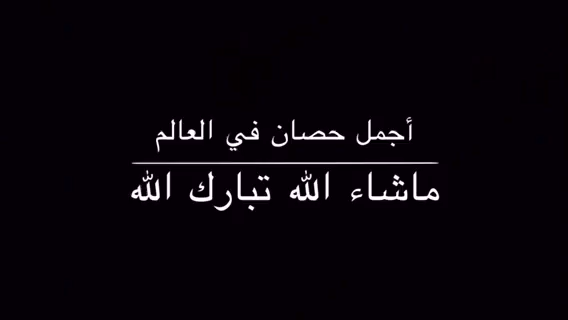 أجمل حصان في العالم
ماشاء الله تبارك الله